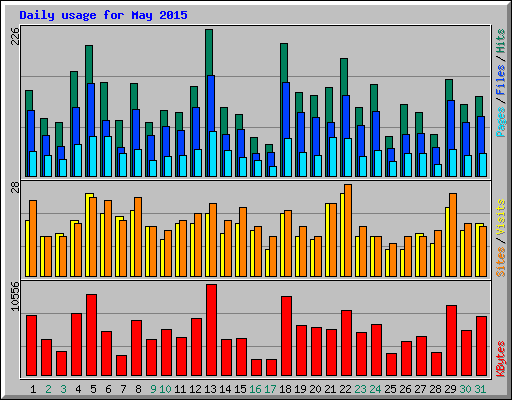 Daily usage for May 2015
226
Pages / Files / Hits
28
Sites / Visits
10556
KBytes
1 2 3 4 5 6 7 8 9 10 11 12 13 14 15 16 17 18 19 20 21 22 23 24 25 26 27 28 29 30 31